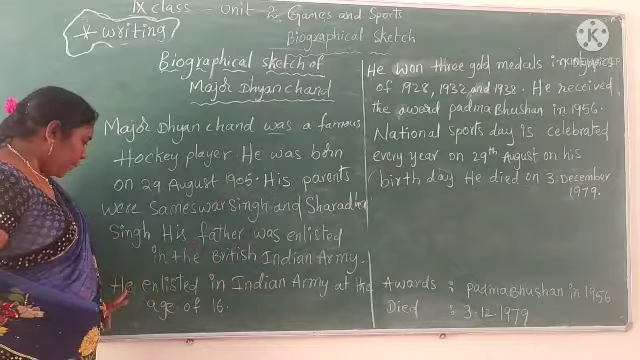 IX class - Unit 2, Games and Sports
* writing
Biographical Sketch
Biographical sketch of
Major Dhyan chand
Major Dhyan chand was a famous
Hockey player He was born
on 29 August 1905. His parents
were Sameswar Singh and Sharadha
Singh His father was enlisted
in the British Indian Army.
He enlisted in Indian Army at the
age of 16.
He won three gold medals in
of 1928, 1932 and 1938. He received
the award padma Bhushan in 1956.
National sports day is celebrated
every year on 29th August on his
birth day He died on 3 December
1979.
Awards : padma Bhushan in 1956
Died : 3.12.1979
K